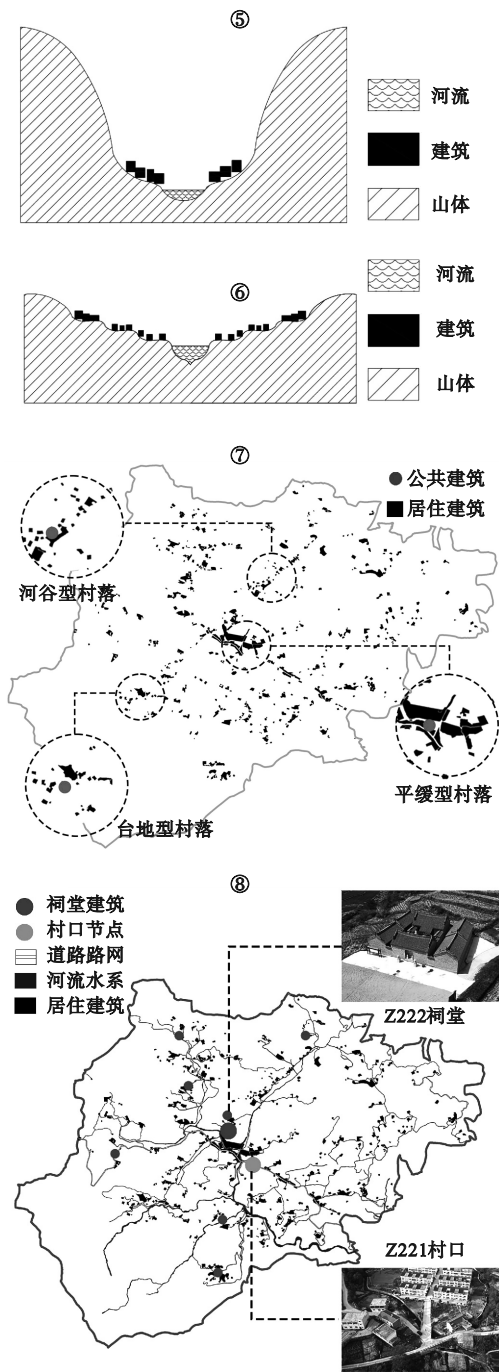 ⑤
河流
建筑
山体
⑥
河流
建筑
山体
⑦
公共建筑
居住建筑
河谷型村落
平缓型村落
台地型村落
⑧
祠堂建筑
村口节点
道路路网
河流水系
居住建筑
Z222祠堂
Z221村口